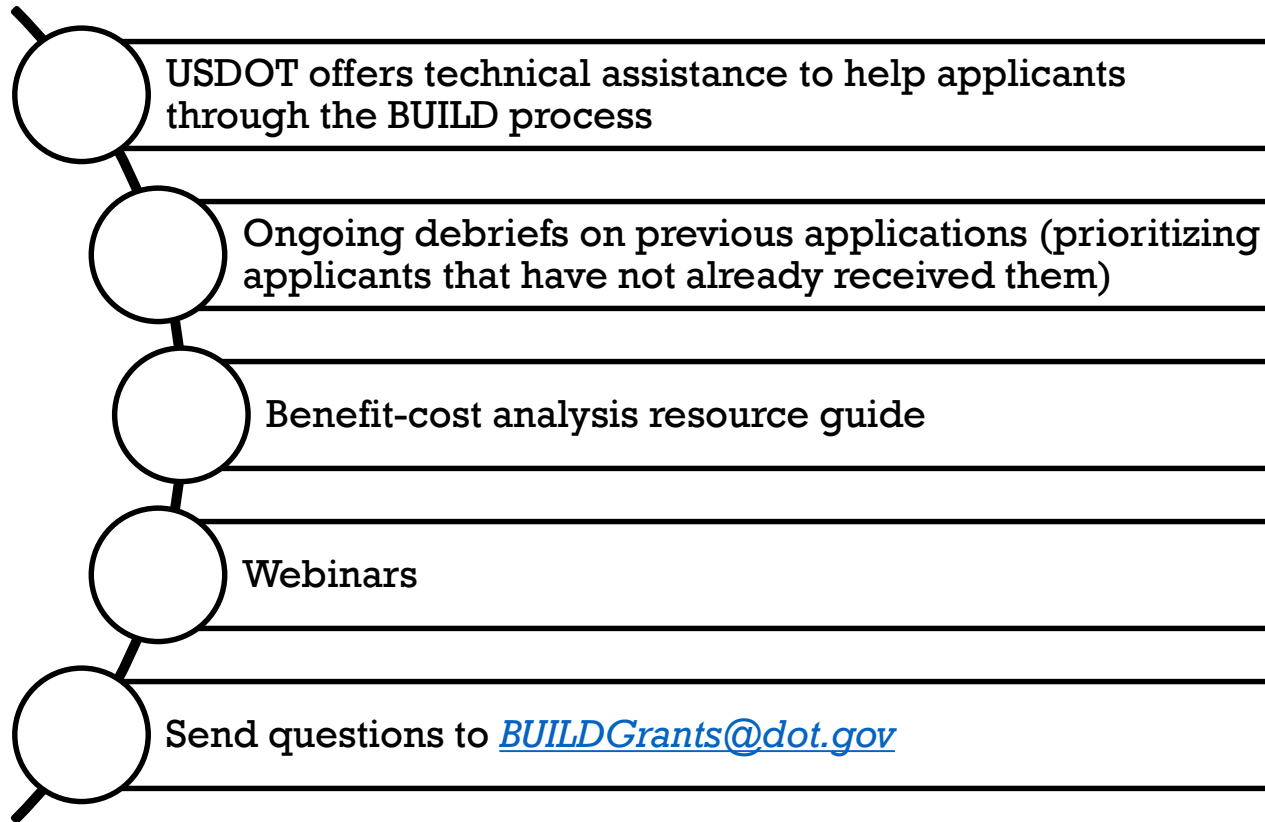 USDOT offers technical assistance to help applicants
through the BUILD process
Ongoing debriefs on previous applications (prioritizing
applicants that have not already received them)
Benefit-cost analysis resource guide
Webinars
Send questions to BUILDGrants@dot.gov